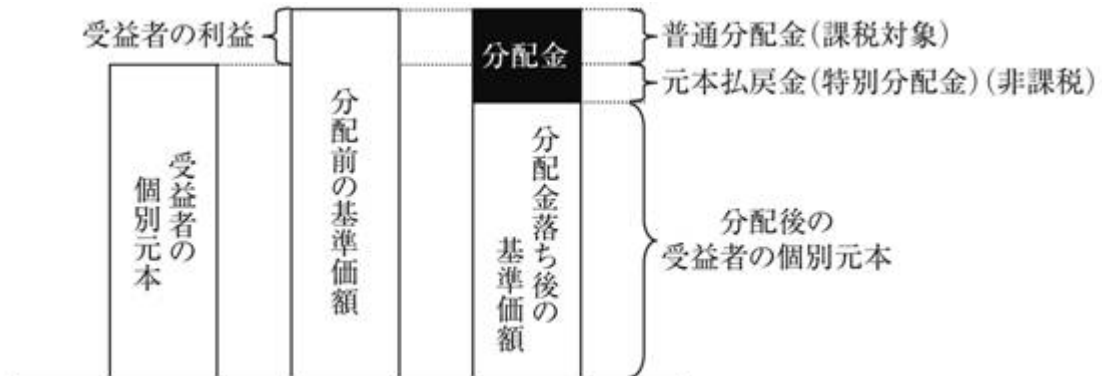 受益者の利益
分配金
普通分配金(課税対象)
元本払戻金(特別分配金)(非課税)
受益者の
個別元本
分配前の基準価額
分配金落ち後の
基準価額
分配後の
受益者の個別元本